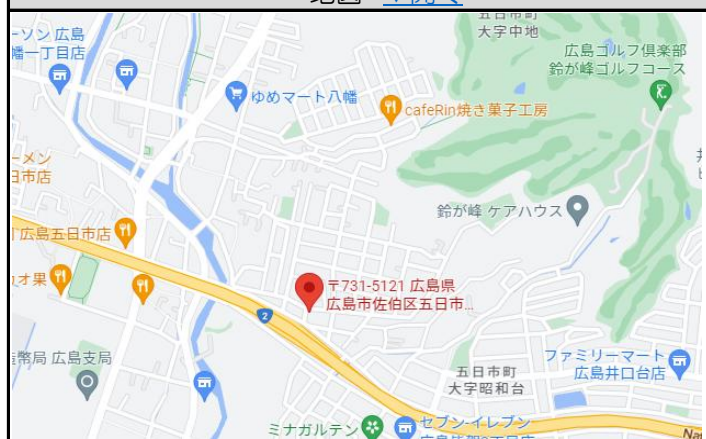 五日市町
大字中地
ーソン 広島
幡一丁目店
広島ゴルフ倶楽部
鈴が峰ゴルフコース
ゆめマート八幡
cafeRin焼き菓子工房
ーメン
日市店
鈴が峰 ケアハウス
広島五日市店
オ果
〒731-5121 広島県
広島市佐伯区五日市...
2
幣局 広島支局
ファミリーマート
広島井口台店
五日市町
大字昭和台
ミナガルテン
セブン-イレブン